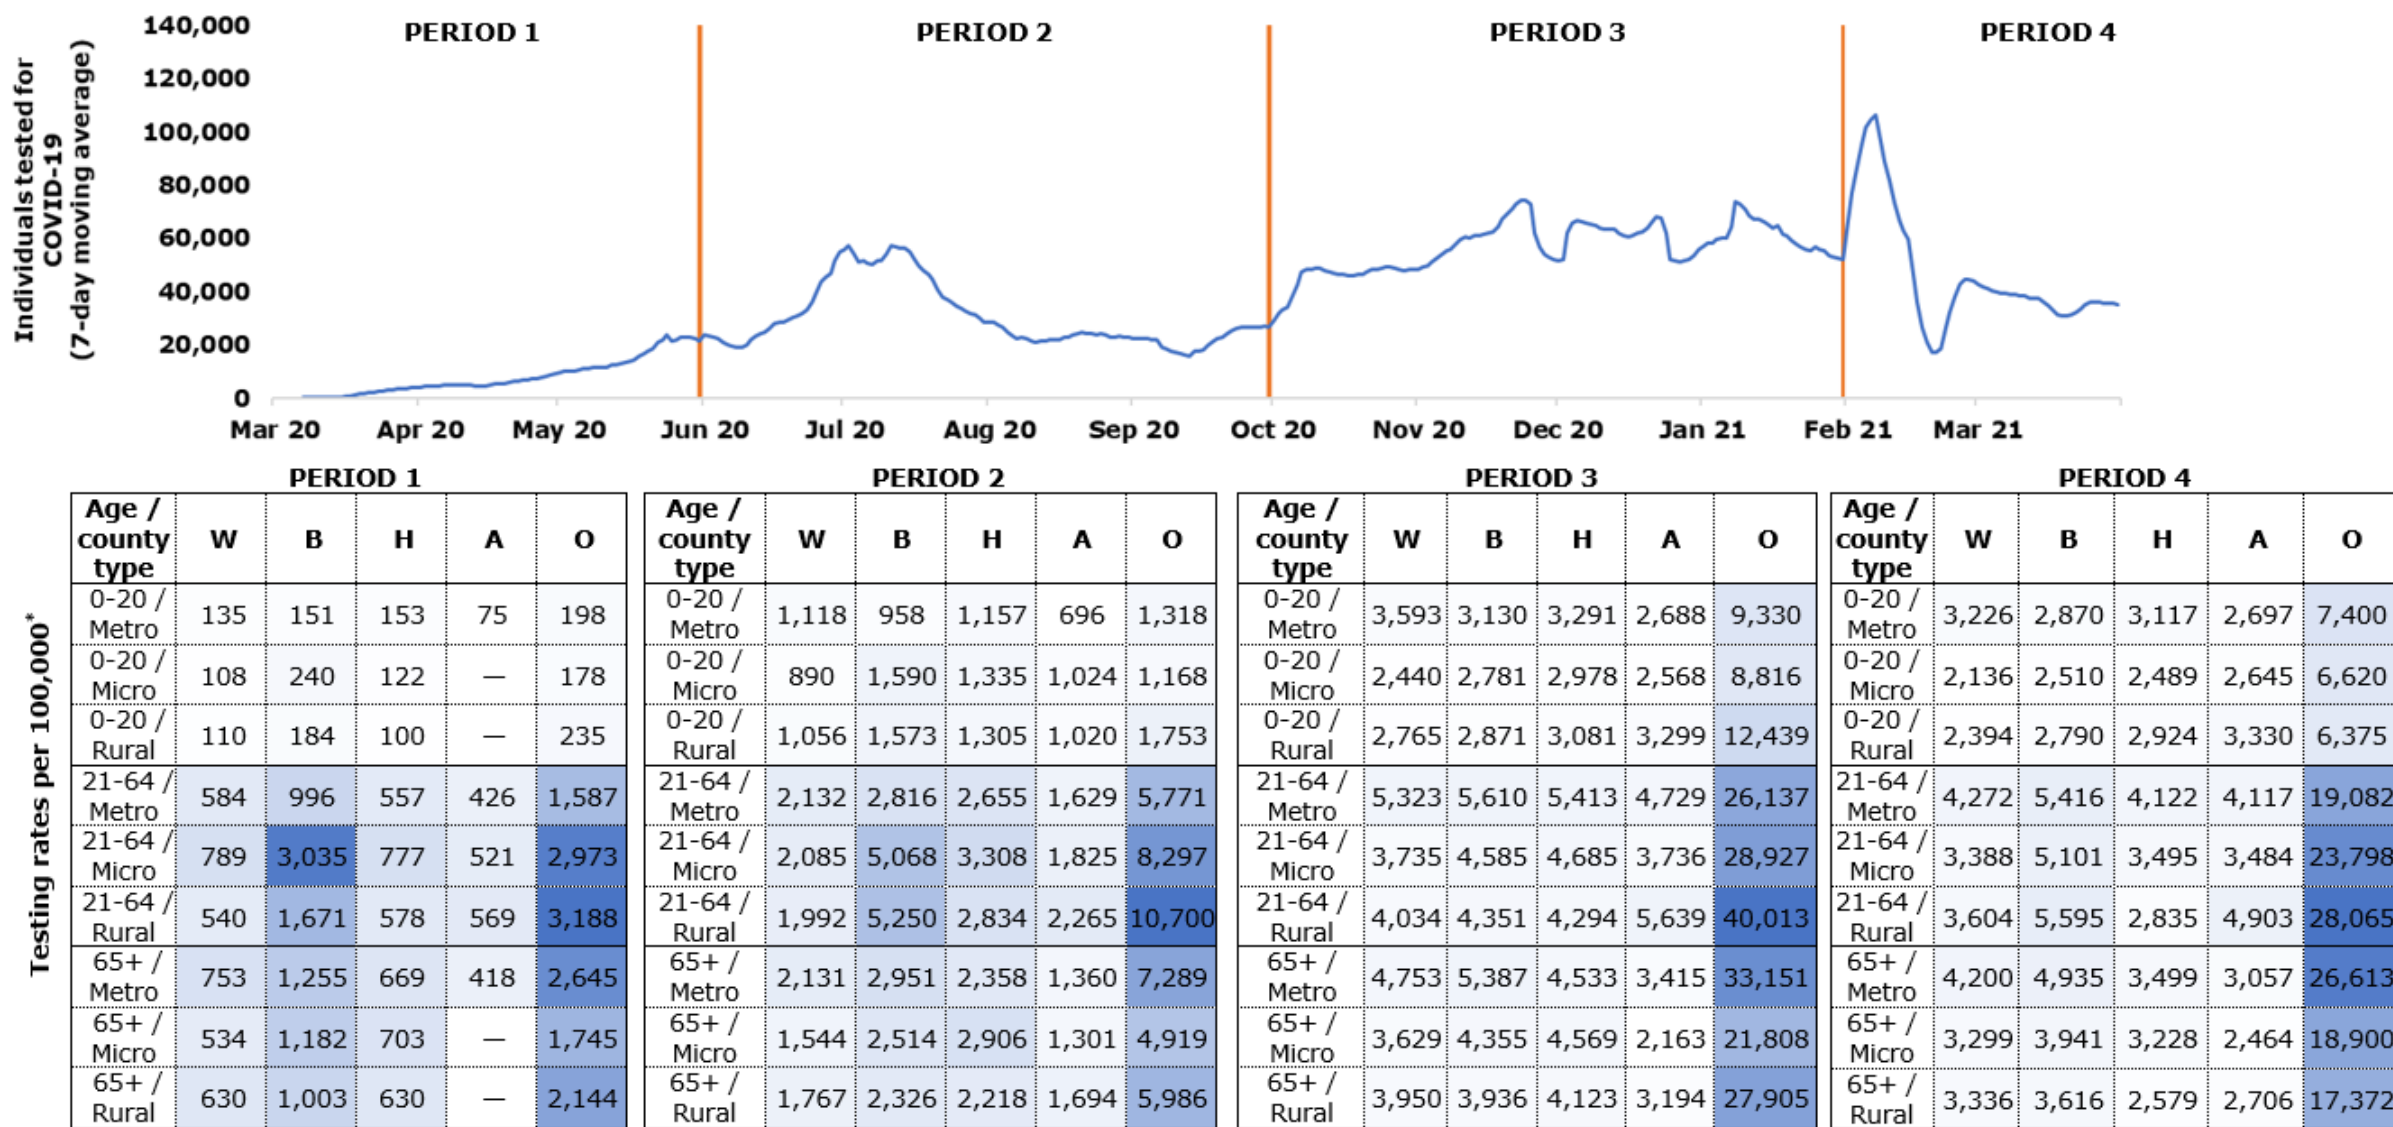 140,000
PERIOD 1
PERIOD 2
PERIOD 3
PERIOD 4
120,000
100,000
80,000
60,000
40,000
20,000
0
Individuals tested for
COVID-19
(7-day moving average)
Mar 20 Apr 20 May 20 Jun 20 Jul 20 Aug 20 Sep 20 Oct 20 Nov 20 Dec 20 Jan 21 Feb 21 Mar 21
Testing rates per 100,000*
PERIOD 1
Age /
county
type
W B H A O
0-20 /
Metro
135 151 153 75 198
0-20 /
Micro
108 240 122 — 178
0-20 /
Rural
110 184 100 — 235
21-64 /
Metro
584 996 557 426 1,587
21-64 /
Micro
789 3,035 777 521 2,973
21-64 /
Rural
540 1,671 578 569 3,188
65+ /
Metro
753 1,255 669 418 2,645
65+ /
Micro
534 1,182 703 — 1,745
65+ /
Rural
630 1,003 630 — 2,144
PERIOD 2
Age /
county
type
W B H A O
0-20 /
Metro
1,118 958 1,157 696 1,318
0-20 /
Micro
890 1,590 1,335 1,024 1,168
0-20 /
Rural
1,056 1,573 1,305 1,020 1,753
21-64 /
Metro
2,132 2,816 2,655 1,629 5,771
21-64 /
Micro
2,085 5,068 3,308 1,825 8,297
21-64 /
Rural
1,992 5,250 2,834 2,265 10,700
65+ /
Metro
2,131 2,951 2,358 1,360 7,289
65+ /
Micro
1,544 2,514 2,906 1,301 4,919
65+ /
Rural
1,767 2,326 2,218 1,694 5,986
PERIOD 3
Age /
county
type
W B H A O
0-20 /
Metro
3,593 3,130 3,291 2,688 9,330
0-20 /
Micro
2,440 2,781 2,978 2,568 8,816
0-20 /
Rural
2,765 2,871 3,081 3,299 12,439
21-64 /
Metro
5,323 5,610 5,413 4,729 26,137
21-64 /
Micro
3,735 4,585 4,685 3,736 28,927
21-64 /
Rural
4,034 4,351 4,294 5,639 40,013
65+ /
Metro
4,753 5,387 4,533 3,415 33,151
65+ /
Micro
3,629 4,355 4,569 2,163 21,808
65+ /
Rural
3,950 3,936 4,123 3,194 27,905
PERIOD 4
Age /
county
type
W B H A O
0-20 /
Metro
3,226 2,870 3,117 2,697 7,400
0-20 /
Micro
2,136 2,510 2,489 2,645 6,620
0-20 /
Rural
2,394 2,790 2,924 3,330 6,375
21-64 /
Metro
4,272 5,416 4,122 4,117 19,082
21-64 /
Micro
3,388 5,101 3,495 3,484 23,798
21-64 /
Rural
3,604 5,595 2,835 4,903 28,065
65+ /
Metro
4,200 4,935 3,499 3,057 26,613
65+ /
Micro
3,299 3,941 3,228 2,464 18,900
65+ /
Rural
3,336 3,616 2,579 2,706 17,372